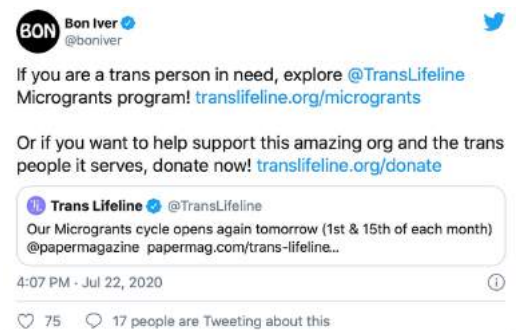 BON
Bon Iver
@boniver
If you are a trans person in need, explore @TransLifeline
Microgrants program! translifeline.org/microgrants
Or if you want to help support this amazing org and the trans
people it serves, donate now! translifeline.org/donate
TL Trans Lifeline @TransLifeline
Our Microgrants cycle opens again tomorrow (1st & 15th of each month)
@papermagazine papermag.com/trans-lifeline...
4:07 PM · Jul 22, 2020
75 17 people are Tweeting about this